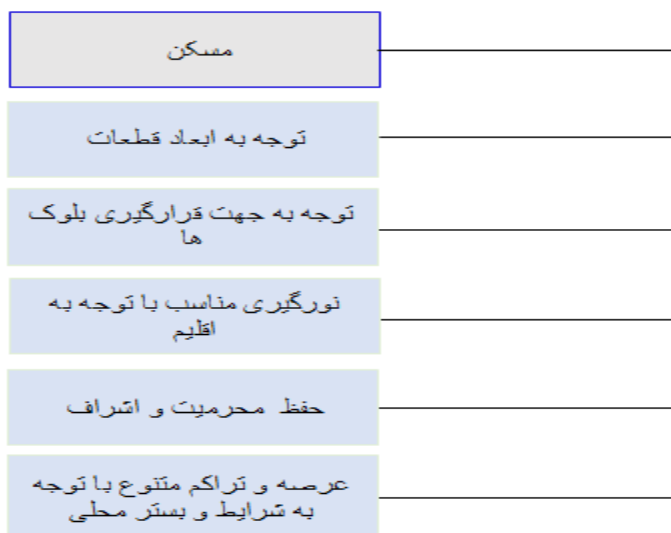 مسکن
توجه به ابعاد قطعات
توجه به جهت قرارگیری بلوک
ها
نورگیری مناسب با توجه به
اقلیم
حفظ محرمیت و اشراف
عرصه و تراکم متنوع با توجه
به شرایط و بستر محلی